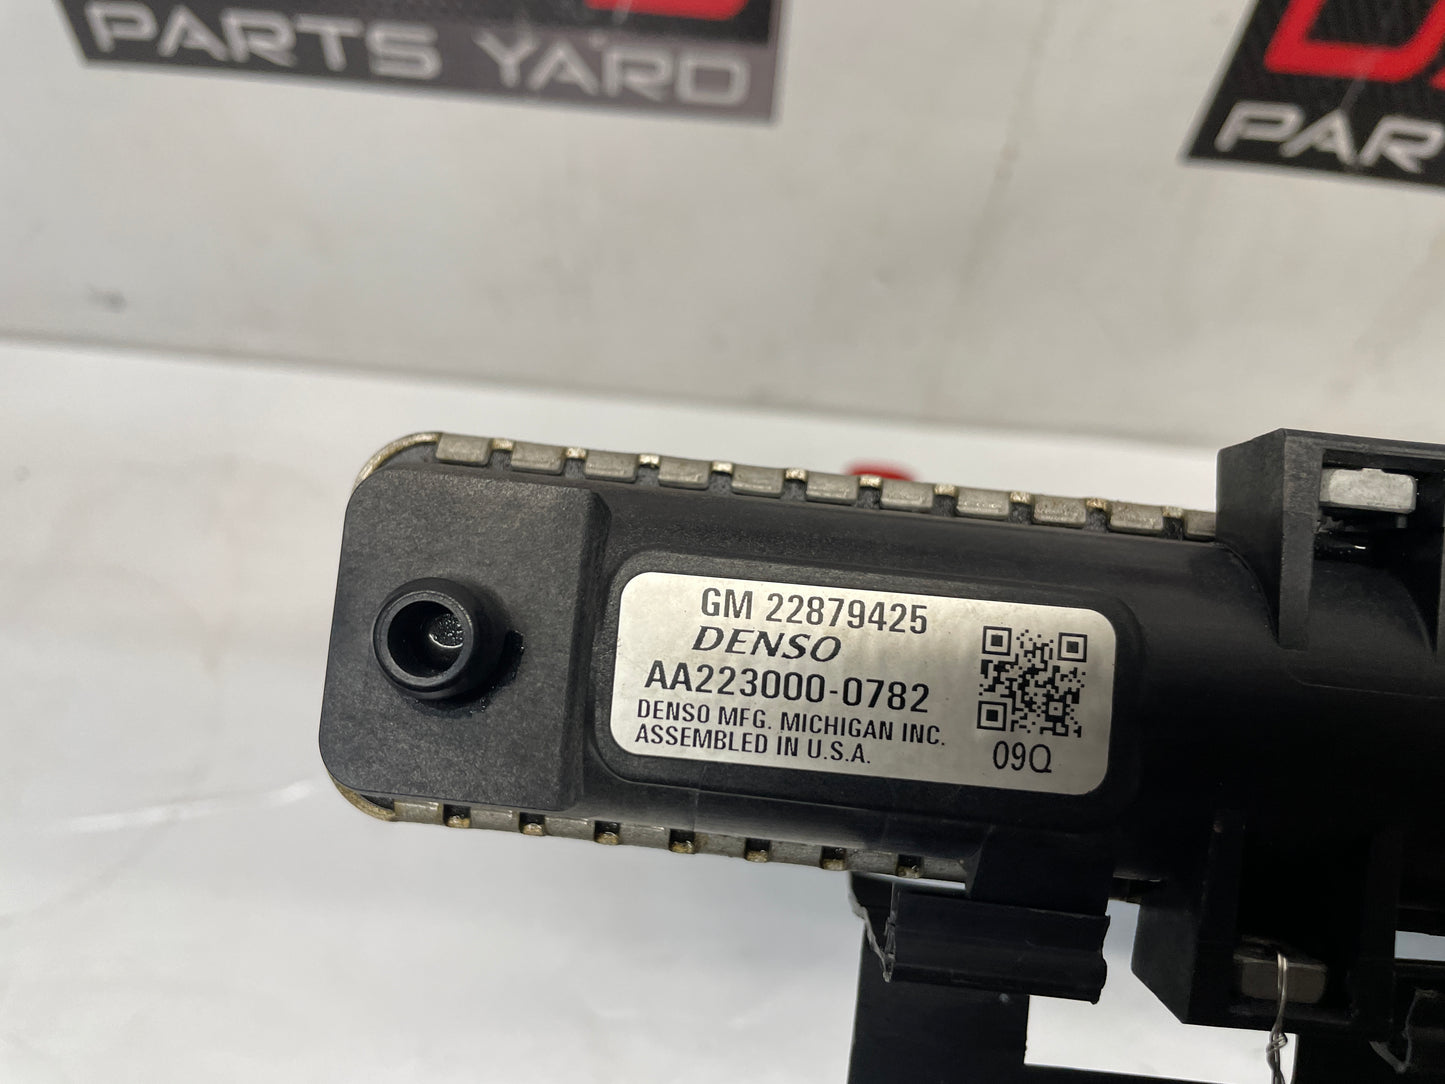 PARTS YARD
PAR
GM 22879425
DENSO
AA223000-0782
DENSO MFG. MICHIGAN INC.
ASSEMBLED IN U.S.A.
09Q